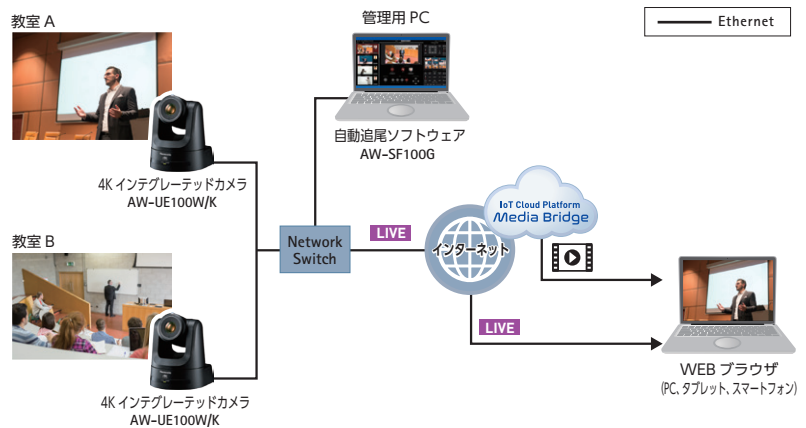 教室 A
管理用 PC
Ethernet
自動追尾ソフトウェア
AW-SF100G
4K インテグレーテッドカメラ
AW-UE100W/K
IoT Cloud Platform
Media Bridge
教室 B
Network
Switch
LIVE
インターネット
LIVE
WEB ブラウザ
(PC、タブレット、スマートフォン)
4K インテグレーテッドカメラ
AW-UE100W/K